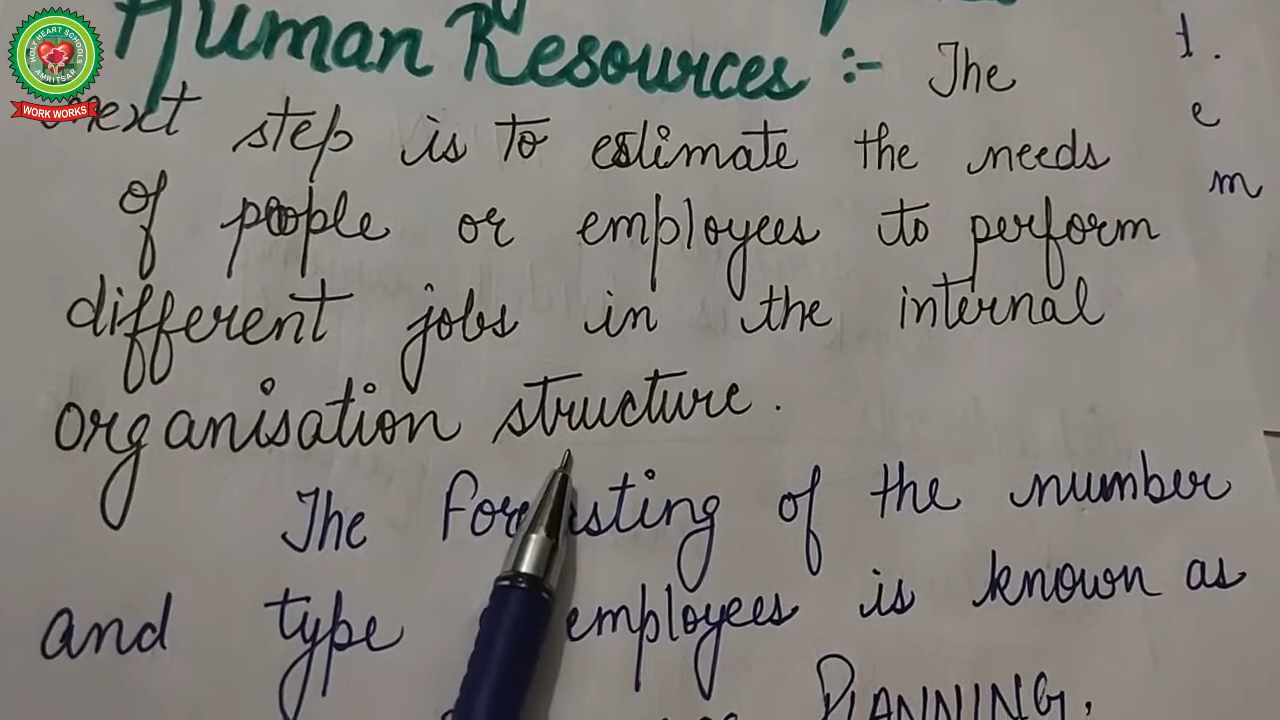 HOLY HEART SCHOOLS
AMRITSAR
WORK WORKS
Human Resources :- The
next step is to estimate the needs
of people or employees to perform
different jobs in the internal
organisation structure.
The of the number
and type employees is known as
PLANNING.
1.
e
m